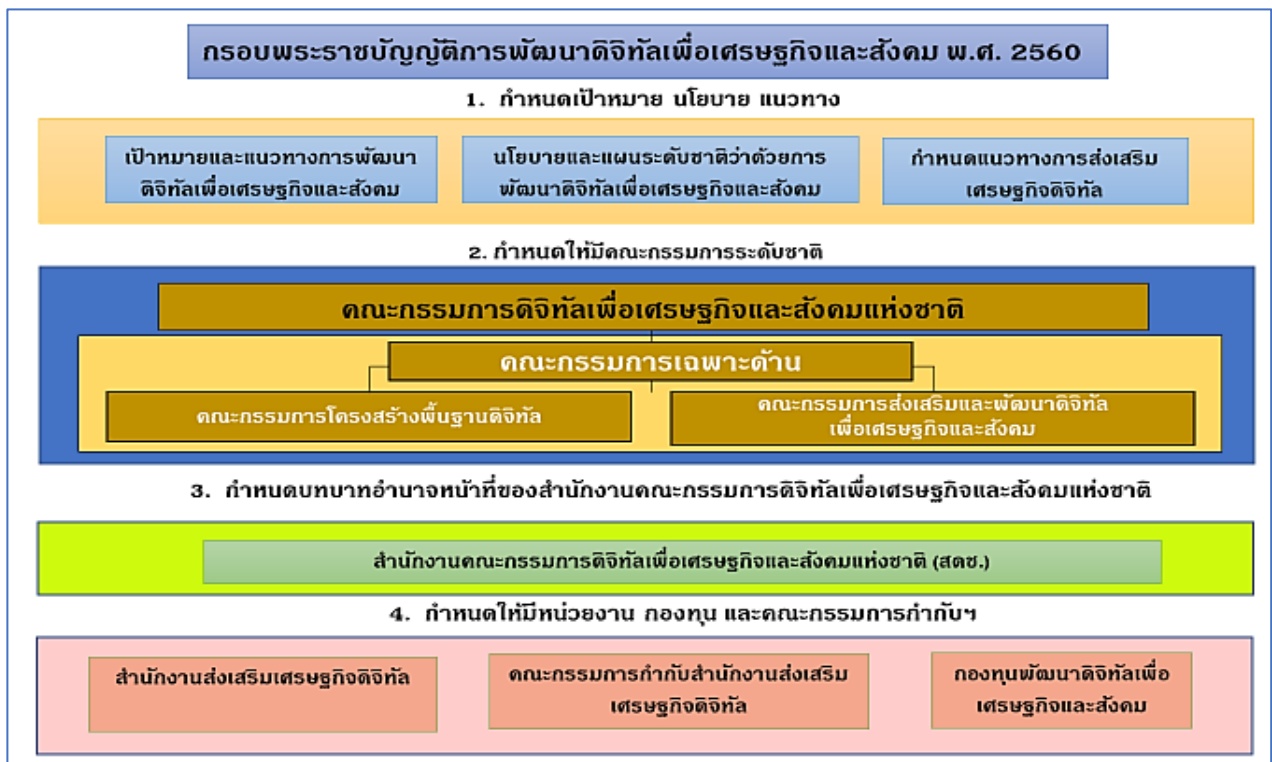 กรอบพระราชบัญญัติการพัฒนาดิจิทัลเพื่อเศรษฐกิจและสังคม พ.ศ. 2560
1. กำหนดเป้าหมาย นโยบาย แนวทาง
เป้าหมายและแนวทางการพัฒนา
ดิจิทัลเพื่อเศรษฐกิจและสังคม
นโยบายและแผนระดับชาติว่าด้วยการ
พัฒนาดิจิทัลเพื่อเศรษฐกิจและสังคม
กำหนดแนวทางการส่งเสริม
เศรษฐกิจดิจิทัล
2. กำหนดให้มีคณะกรรมการระดับชาติ
คณะกรรมการดิจิทัลเพื่อเศรษฐกิจและสังคมแห่งชาติ
คณะกรรมการเฉพาะด้าน
คณะกรรมการโครงสร้างพื้นฐานดิจิทัล
คณะกรรมการส่งเสริมและพัฒนาดิจิทัล
เพื่อเศรษฐกิจและสังคม
3. กำหนดบทบาทอำนาจหน้าที่ของสำนักงานคณะกรรมการดิจิทัลเพื่อเศรษฐกิจและสังคมแห่งชาติ
สำนักงานคณะกรรมการดิจิทัลเพื่อเศรษฐกิจและสังคมแห่งชาติ (สดช.)
4. กำหนดให้มีหน่วยงาน กองทุน และคณะกรรมการกำกับฯ
สำนักงานส่งเสริมเศรษฐกิจดิจิทัล
คณะกรรมการกำกับสำนักงานส่งเสริม
เศรษฐกิจดิจิทัล
กองทุนพัฒนาดิจิทัลเพื่อ
เศรษฐกิจและสังคม